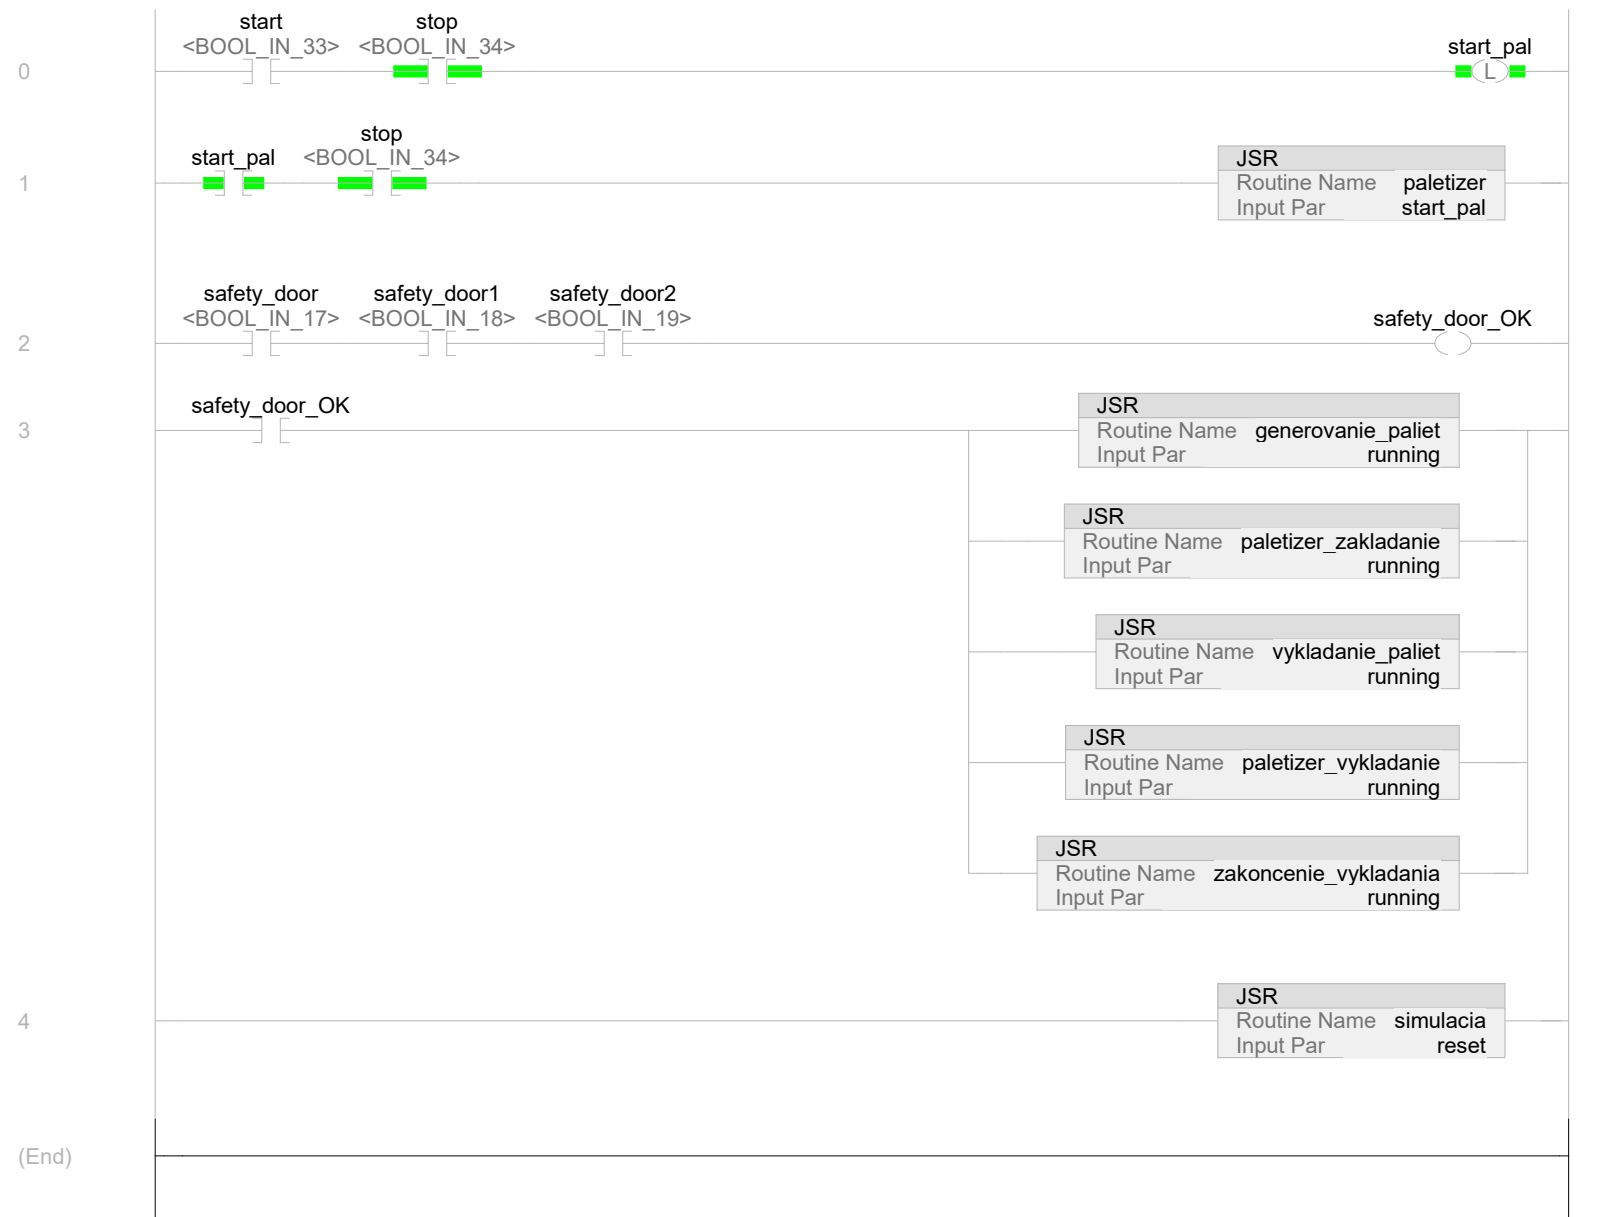 start stop
<BOOL_IN_33> <BOOL_IN_34> start_pal
0 L
stop
start_pal <BOOL_IN_34> JSR
1 Routine Name paletizer
Input Par start_pal
safety_door safety_door1 safety_door2
<BOOL_IN_17> <BOOL_IN_18> <BOOL_IN_19> safety_door_OK
2
safety_door_OK JSR
3 Routine Name generovanie_paliet
Input Par running
JSR
Routine Name paletizer_zakladanie
Input Par running
JSR
Routine Name vykladanie_paliet
Input Par running
JSR
Routine Name paletizer_vykladanie
Input Par running
JSR
Routine Name zakoncenie_vykladania
Input Par running
JSR
4 Routine Name simulacia
Input Par reset
(End)